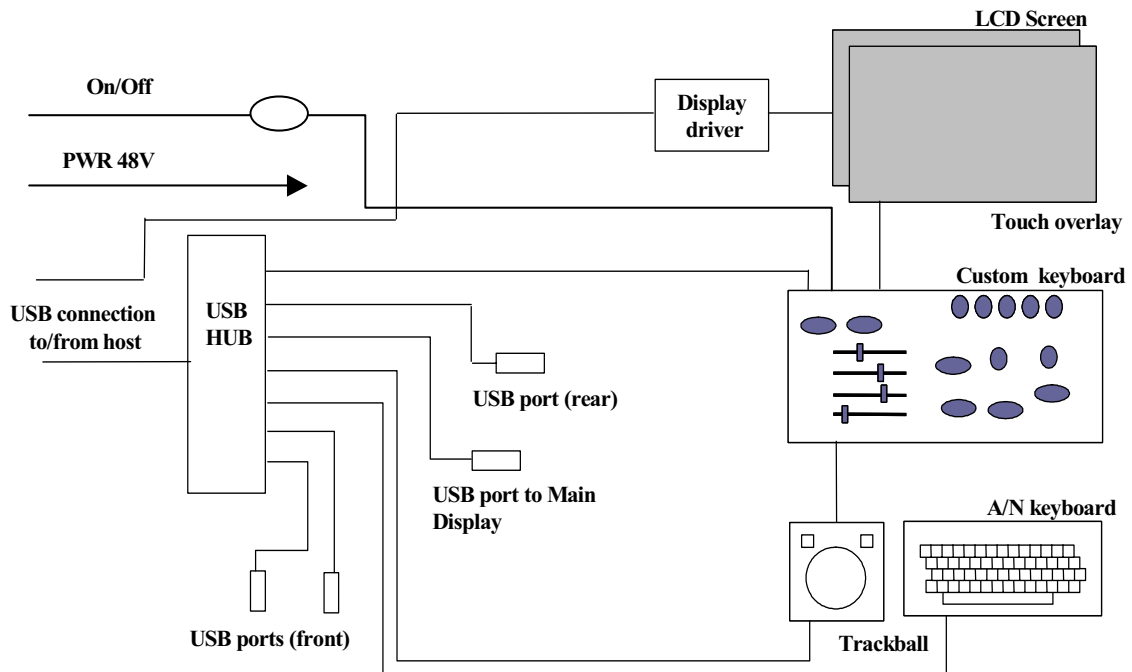 LCD Screen
On/Off
Display
driver
PWR 48V
Touch overlay
Custom keyboard
USB
HUB
USB connection
to/from host
USB port (rear)
USB port to Main
Display
A/N keyboard
USB ports (front)
Trackball